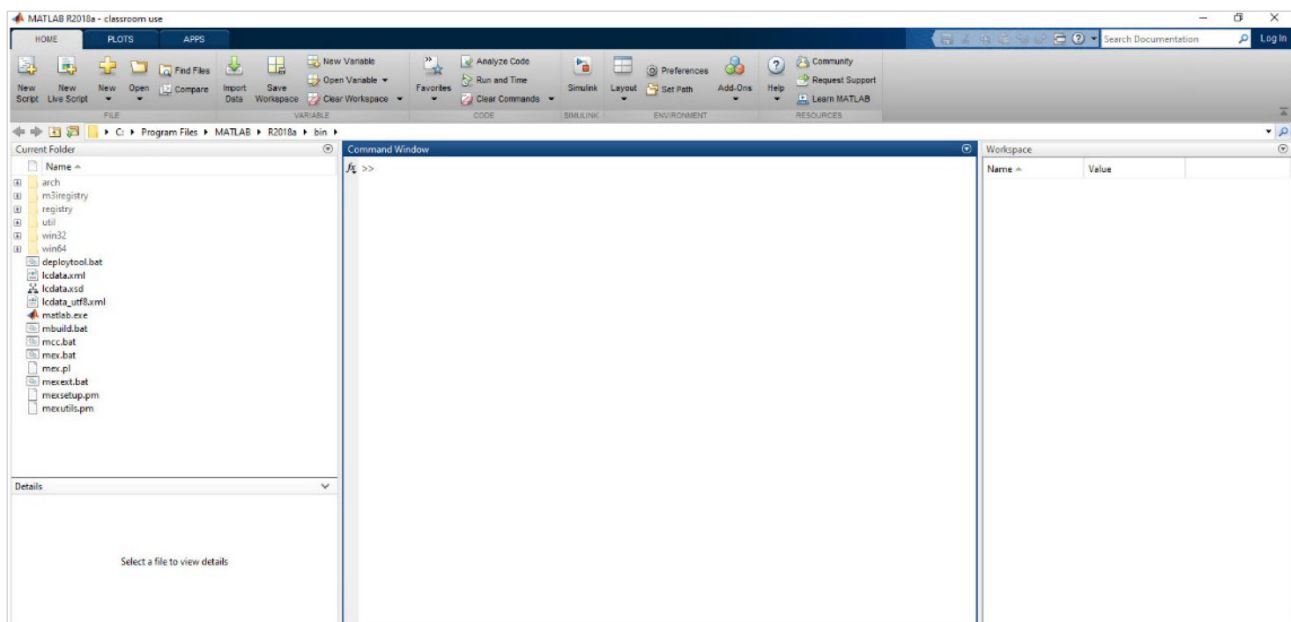 MATLAB R2018a - classroom use
HOME PLOTS APPS
Search Documentation Log In
New Script
New Live Script
New
Open
Find Files
Compare
Import Data
Save Workspace
New Variable
Open Variable
Clear Workspace
Favorites
Analyze Code
Run and Time
Clear Commands
Simulink
Layout
Preferences
Set Path
Add-Ons
Help
Community
Request Support
Learn MATLAB
FILE VARIABLE CODE SIMULINK ENVIRONMENT RESOURCES
C: Program Files MATLAB R2018a bin
Current Folder
Name
arch
m3iregistry
registry
util
win32
win64
deploytool.bat
lcdata.xml
lcdata.xsd
lcdata_utf8.xml
matlab.exe
mbuild.bat
mcc.bat
mex.bat
mex.pl
mexext.bat
mexsetup.pm
mexutils.pm
Details
Select a file to view details
Command Window
fx >>
Workspace
Name Value